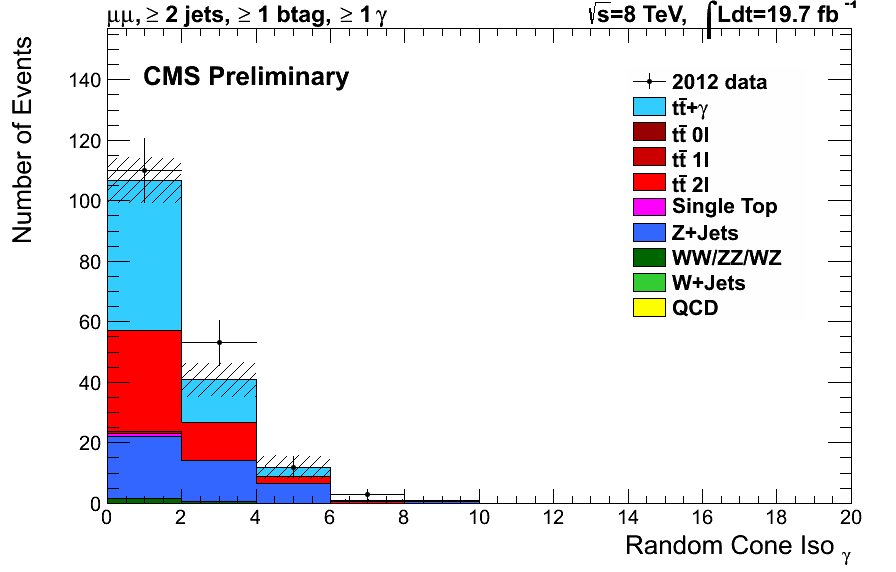 μμ, ≥ 2 jets, ≥ 1 btag, ≥ 1 γ
√s=8 TeV, ∫Ldt=19.7 fb⁻¹
CMS Preliminary
Number of Events
140
120
100
80
60
40
20
0
2012 data
tt̄+γ
tt̄ 0l
tt̄ 1l
tt̄ 2l
Single Top
Z+Jets
WW/ZZ/WZ
W+Jets
QCD
0 2 4 6 8 10 12 14 16 18 20
Random Cone Iso γ